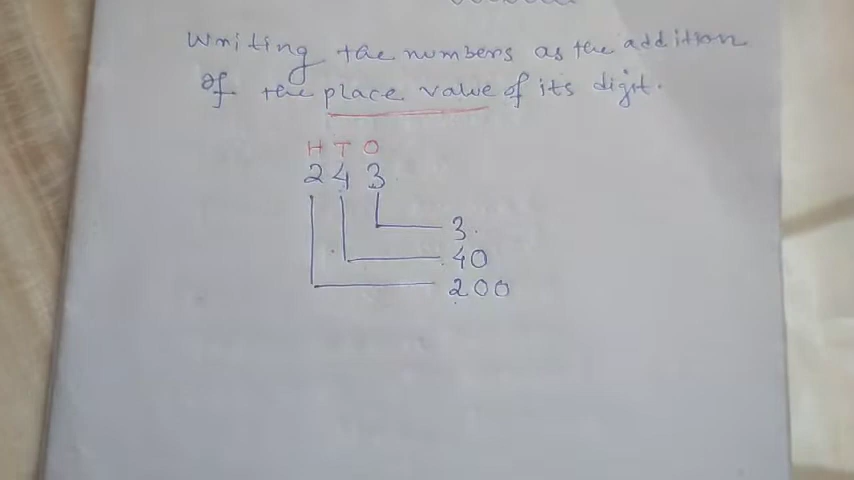 Writing the numbers as the addition
of the place value of its digit.
H T O
2 4 3
3.
40
200